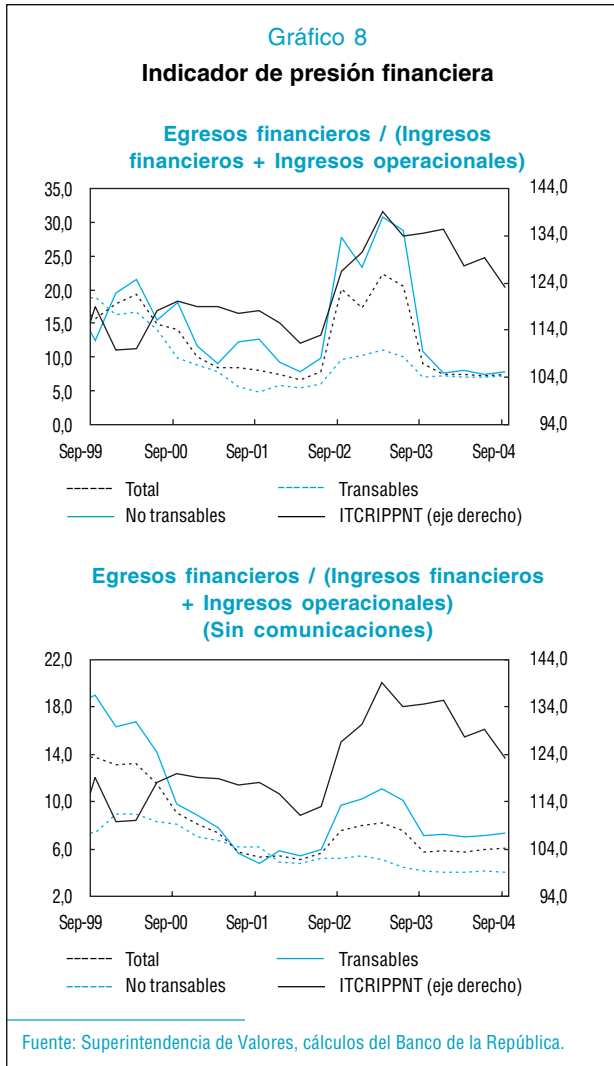 Gráfico 8
Indicador de presión financiera
Egresos financieros / (Ingresos
financieros + Ingresos operacionales)
35,0
30,0
25,0
20,0
15,0
10,0
5,0
0,0
144,0
134,0
124,0
114,0
104,0
94,0
Sep-99 Sep-00 Sep-01 Sep-02 Sep-03 Sep-04
Total Transables
No transables ITCRIPPNT (eje derecho)
Egresos financieros / (Ingresos financieros
+ Ingresos operacionales)
(Sin comunicaciones)
22,0
18,0
14,0
10,0
6,0
2,0
144,0
134,0
124,0
114,0
104,0
94,0
Sep-99 Sep-00 Sep-01 Sep-02 Sep-03 Sep-04
Total Transables
No transables ITCRIPPNT (eje derecho)
Fuente: Superintendencia de Valores, cálculos del Banco de la República.